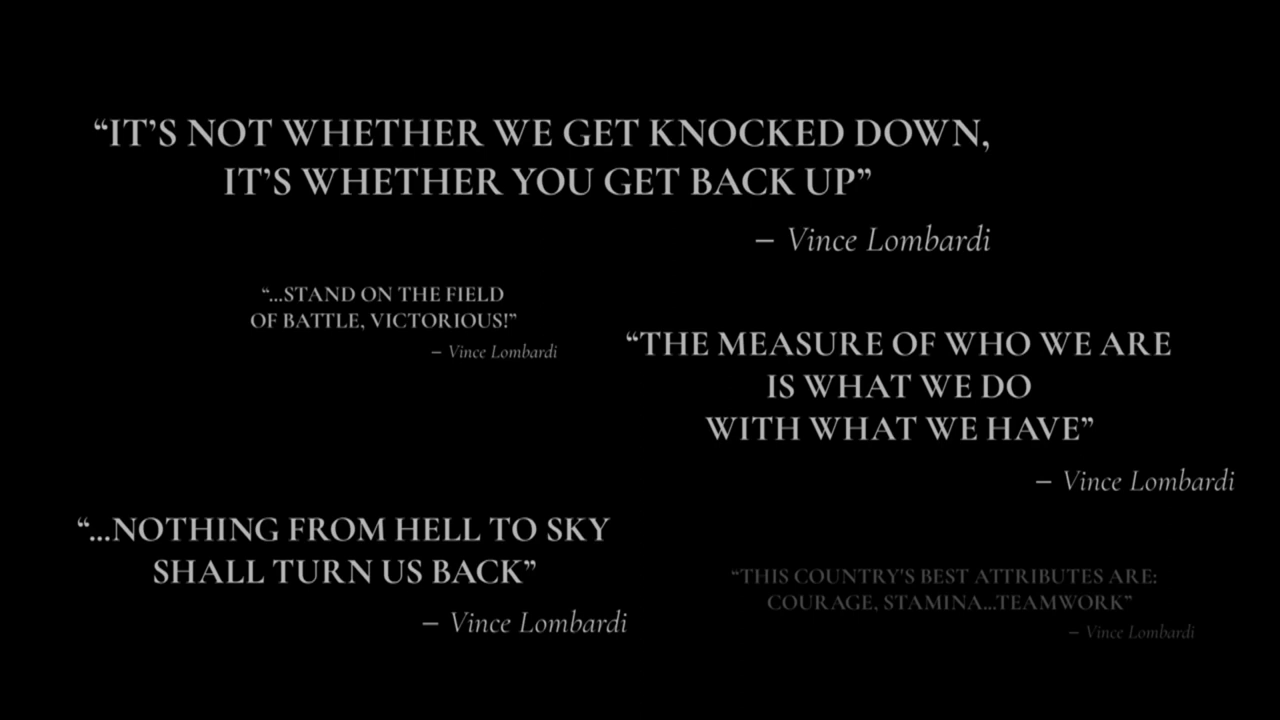 “IT’S NOT WHETHER WE GET KNOCKED DOWN,
IT’S WHETHER YOU GET BACK UP”
– Vince Lombardi
“...STAND ON THE FIELD
OF BATTLE, VICTORIOUS!”
– Vince Lombardi
“THE MEASURE OF WHO WE ARE
IS WHAT WE DO
WITH WHAT WE HAVE”
– Vince Lombardi
“...NOTHING FROM HELL TO SKY
SHALL TURN US BACK”
– Vince Lombardi
“THIS COUNTRY'S BEST ATTRIBUTES ARE:
COURAGE, STAMINA...TEAMWORK”
– Vince Lombardi